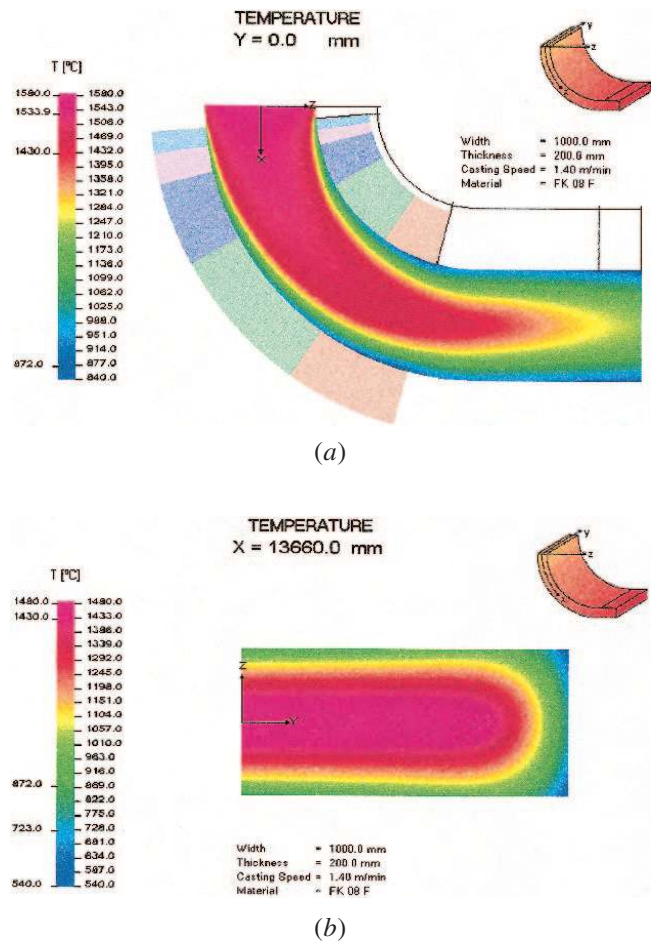 TEMPERATURE
Y = 0.0 mm
T [ºC]
1580.0
1533.9
1430.0
872.0
1580.0
1543.0
1506.0
1469.0
1432.0
1395.0
1358.0
1321.0
1284.0
1247.0
1210.0
1173.0
1136.0
1099.0
1062.0
1025.0
988.0
951.0
914.0
877.0
840.0
Z
X
y
z
x
Width = 1000.0 mm
Thickness = 200.0 mm
Casting Speed = 1.40 m/min
Material = FK 08 F
(a)
TEMPERATURE
X = 13660.0 mm
T [ºC]
1480.0
1430.0
872.0
723.0
540.0
1480.0
1433.0
1386.0
1339.0
1292.0
1245.0
1198.0
1151.0
1104.0
1057.0
1010.0
963.0
916.0
869.0
822.0
775.0
728.0
681.0
634.0
587.0
540.0
y
z
x
Z
Y
Width = 1000.0 mm
Thickness = 200.0 mm
Casting Speed = 1.40 m/min
Material = FK 08 F
(b)